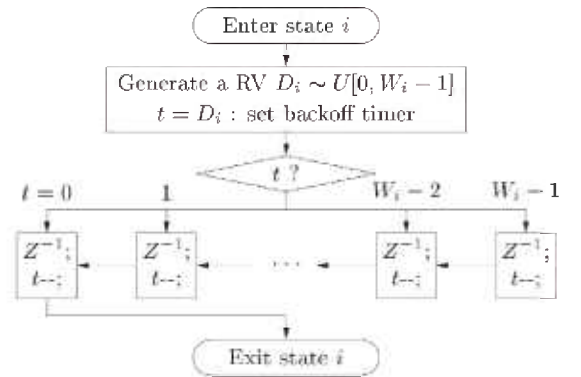 Enter state i
Generate a RV D_i ∼ U[0, W_i − 1]
t = D_i : set backoff timer
t ?
t = 0 1 W_i − 2 W_i − 1
Z^{−1}; Z^{−1}; Z^{−1}; Z^{−1};
t--; t--; ··· t--; t--;
Exit state i